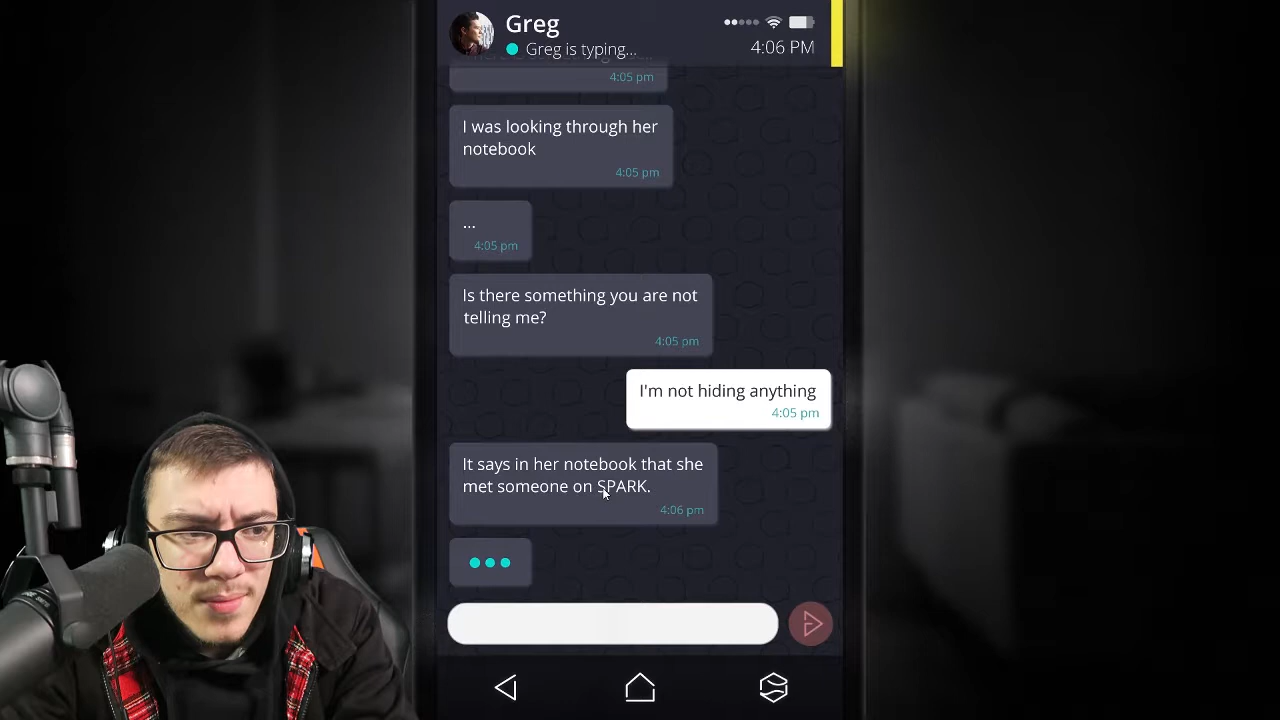 Greg
Greg is typing...
4:06 PM
4:05 pm
I was looking through her
notebook
4:05 pm
...
4:05 pm
Is there something you are not
telling me?
4:05 pm
I'm not hiding anything
4:05 pm
It says in her notebook that she
met someone on SPARK.
4:06 pm